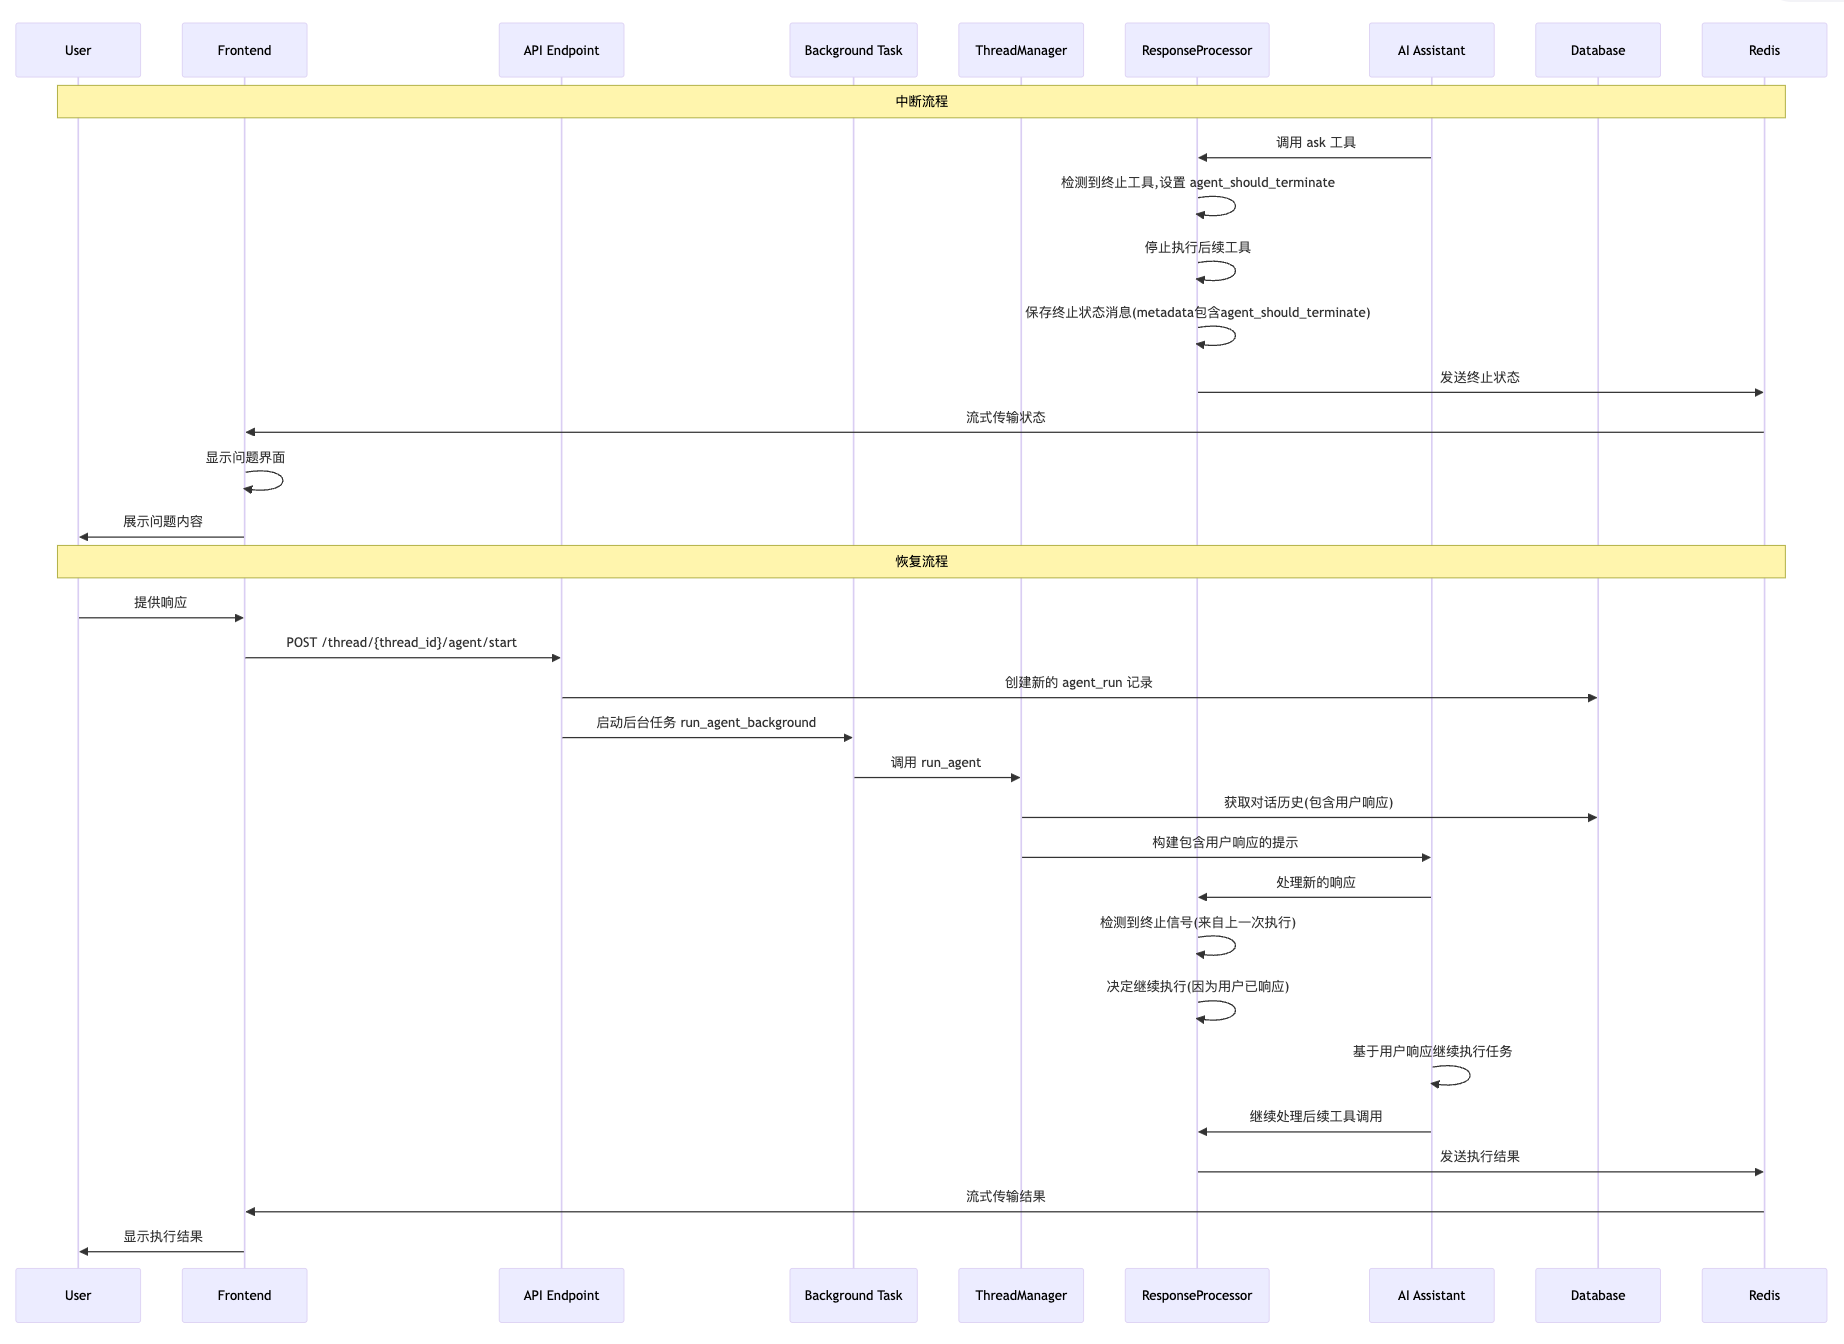 User
Frontend
API Endpoint
Background Task
ThreadManager
ResponseProcessor
AI Assistant
Database
Redis
中断流程
调用 ask 工具
检测到终止工具,设置 agent_should_terminate
停止执行后续工具
保存终止状态消息(metadata包含agent_should_terminate)
发送终止状态
流式传输状态
显示问题界面
展示问题内容
恢复流程
提供响应
POST /thread/{thread_id}/agent/start
创建新的 agent_run 记录
启动后台任务 run_agent_background
调用 run_agent
获取对话历史(包含用户响应)
构建包含用户响应的提示
处理新的响应
检测到终止信号(来自上一次执行)
决定继续执行(因为用户已响应)
基于用户响应继续执行任务
继续处理后续工具调用
发送执行结果
流式传输结果
显示执行结果
User
Frontend
API Endpoint
Background Task
ThreadManager
ResponseProcessor
AI Assistant
Database
Redis